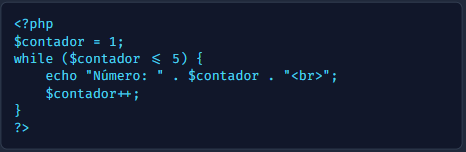 <?php
$contador = 1;
while ($contador <= 5) {
    echo "Número: " . $contador . "<br>";
    $contador++;
}
?>